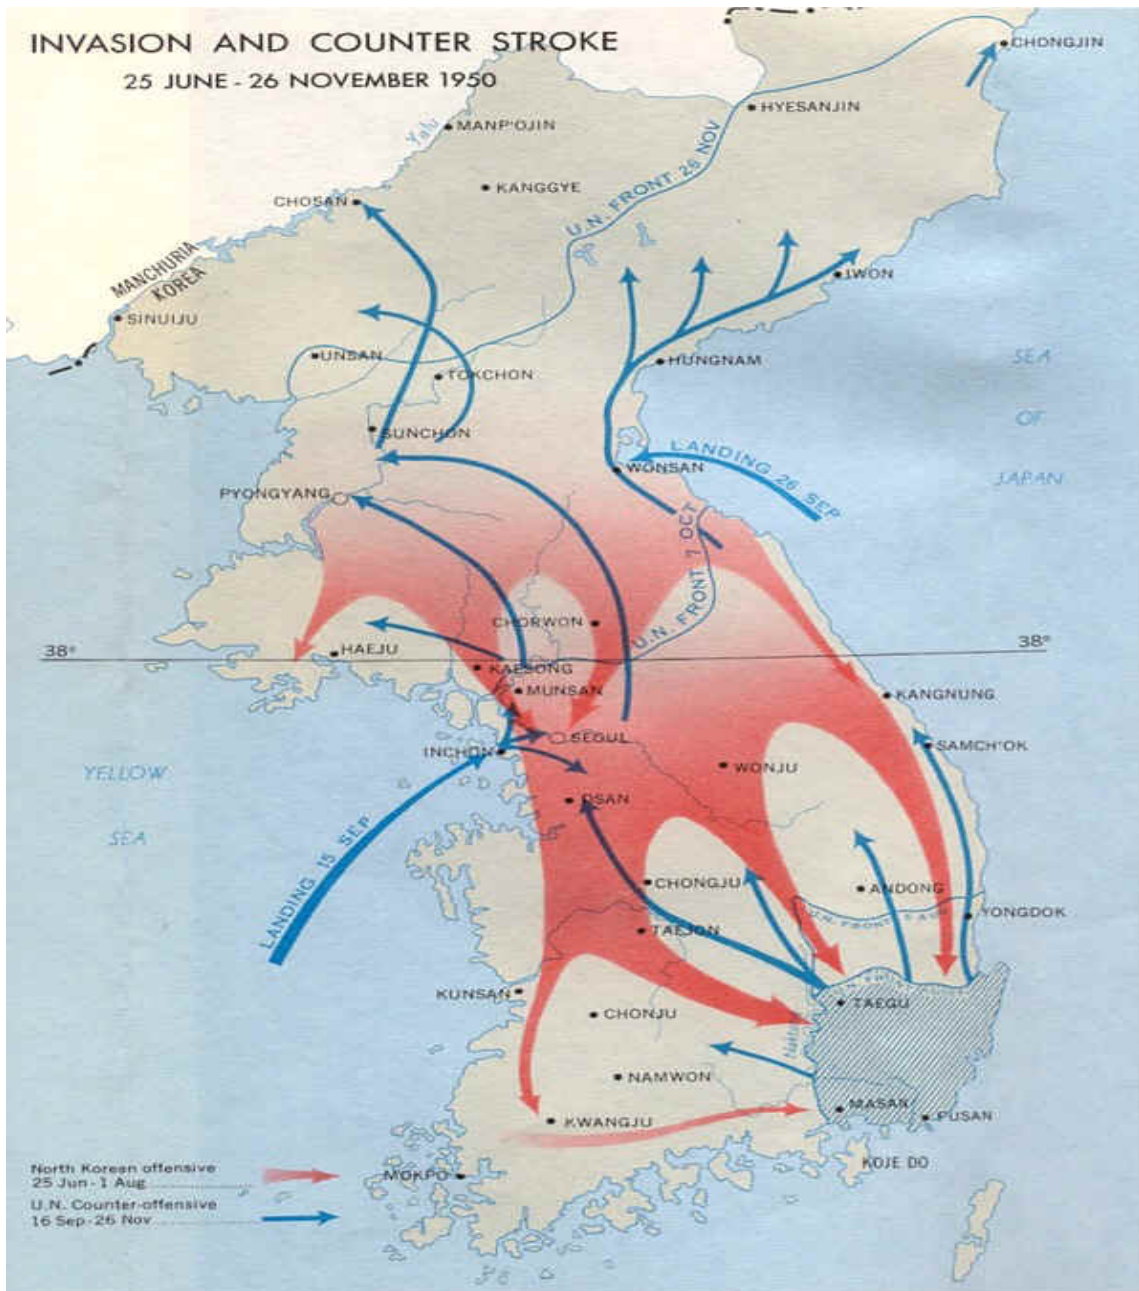 INVASION AND COUNTER STROKE
25 JUNE - 26 NOVEMBER 1950
CHONGJIN
HYESANJIN
Yalu
MANP'OJIN
KANGGYE
U.N. FRONT 26 NOV
CHOSAN
MANCHURIA
KOREA
IWON
SINUIJU
UNSAN
HUNGNAM
TOKCHON
SEA
OF
JAPAN
SUNCHON
LANDING 26 SEP
WONSAN
PYONGYANG
U.N. FRONT 7 OCT
CHORWON
38°
HAEJU
38°
KAESONG
MUNSAN
KANGNUNG
SEOUL
INCHON
SAMCH'OK
YELLOW
SEA
WONJU
OSAN
LANDING 15 SEP
CHONGJU
ANDONG
U.N. FRONT
YONGDOK
TAEJON
KUNSAN
TAEGU
CHONJU
NAMWON
MASAN
PUSAN
KWANGJU
KOJE DO
MOKPO
North Korean offensive
25 Jun - 1 Aug
U.N. Counter-offensive
16 Sep - 26 Nov